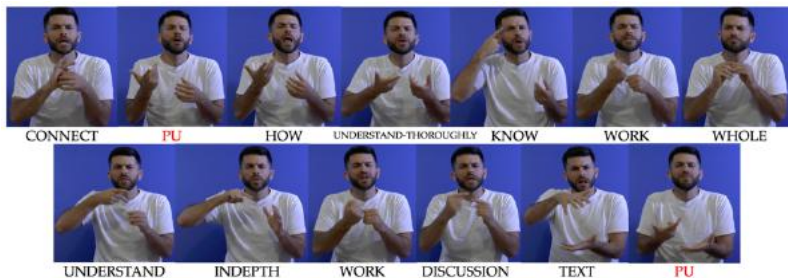 CONNECT PU HOW UNDERSTAND-THOROUGHLY KNOW WORK WHOLE
UNDERSTAND INDEPTH WORK DISCUSSION TEXT PU